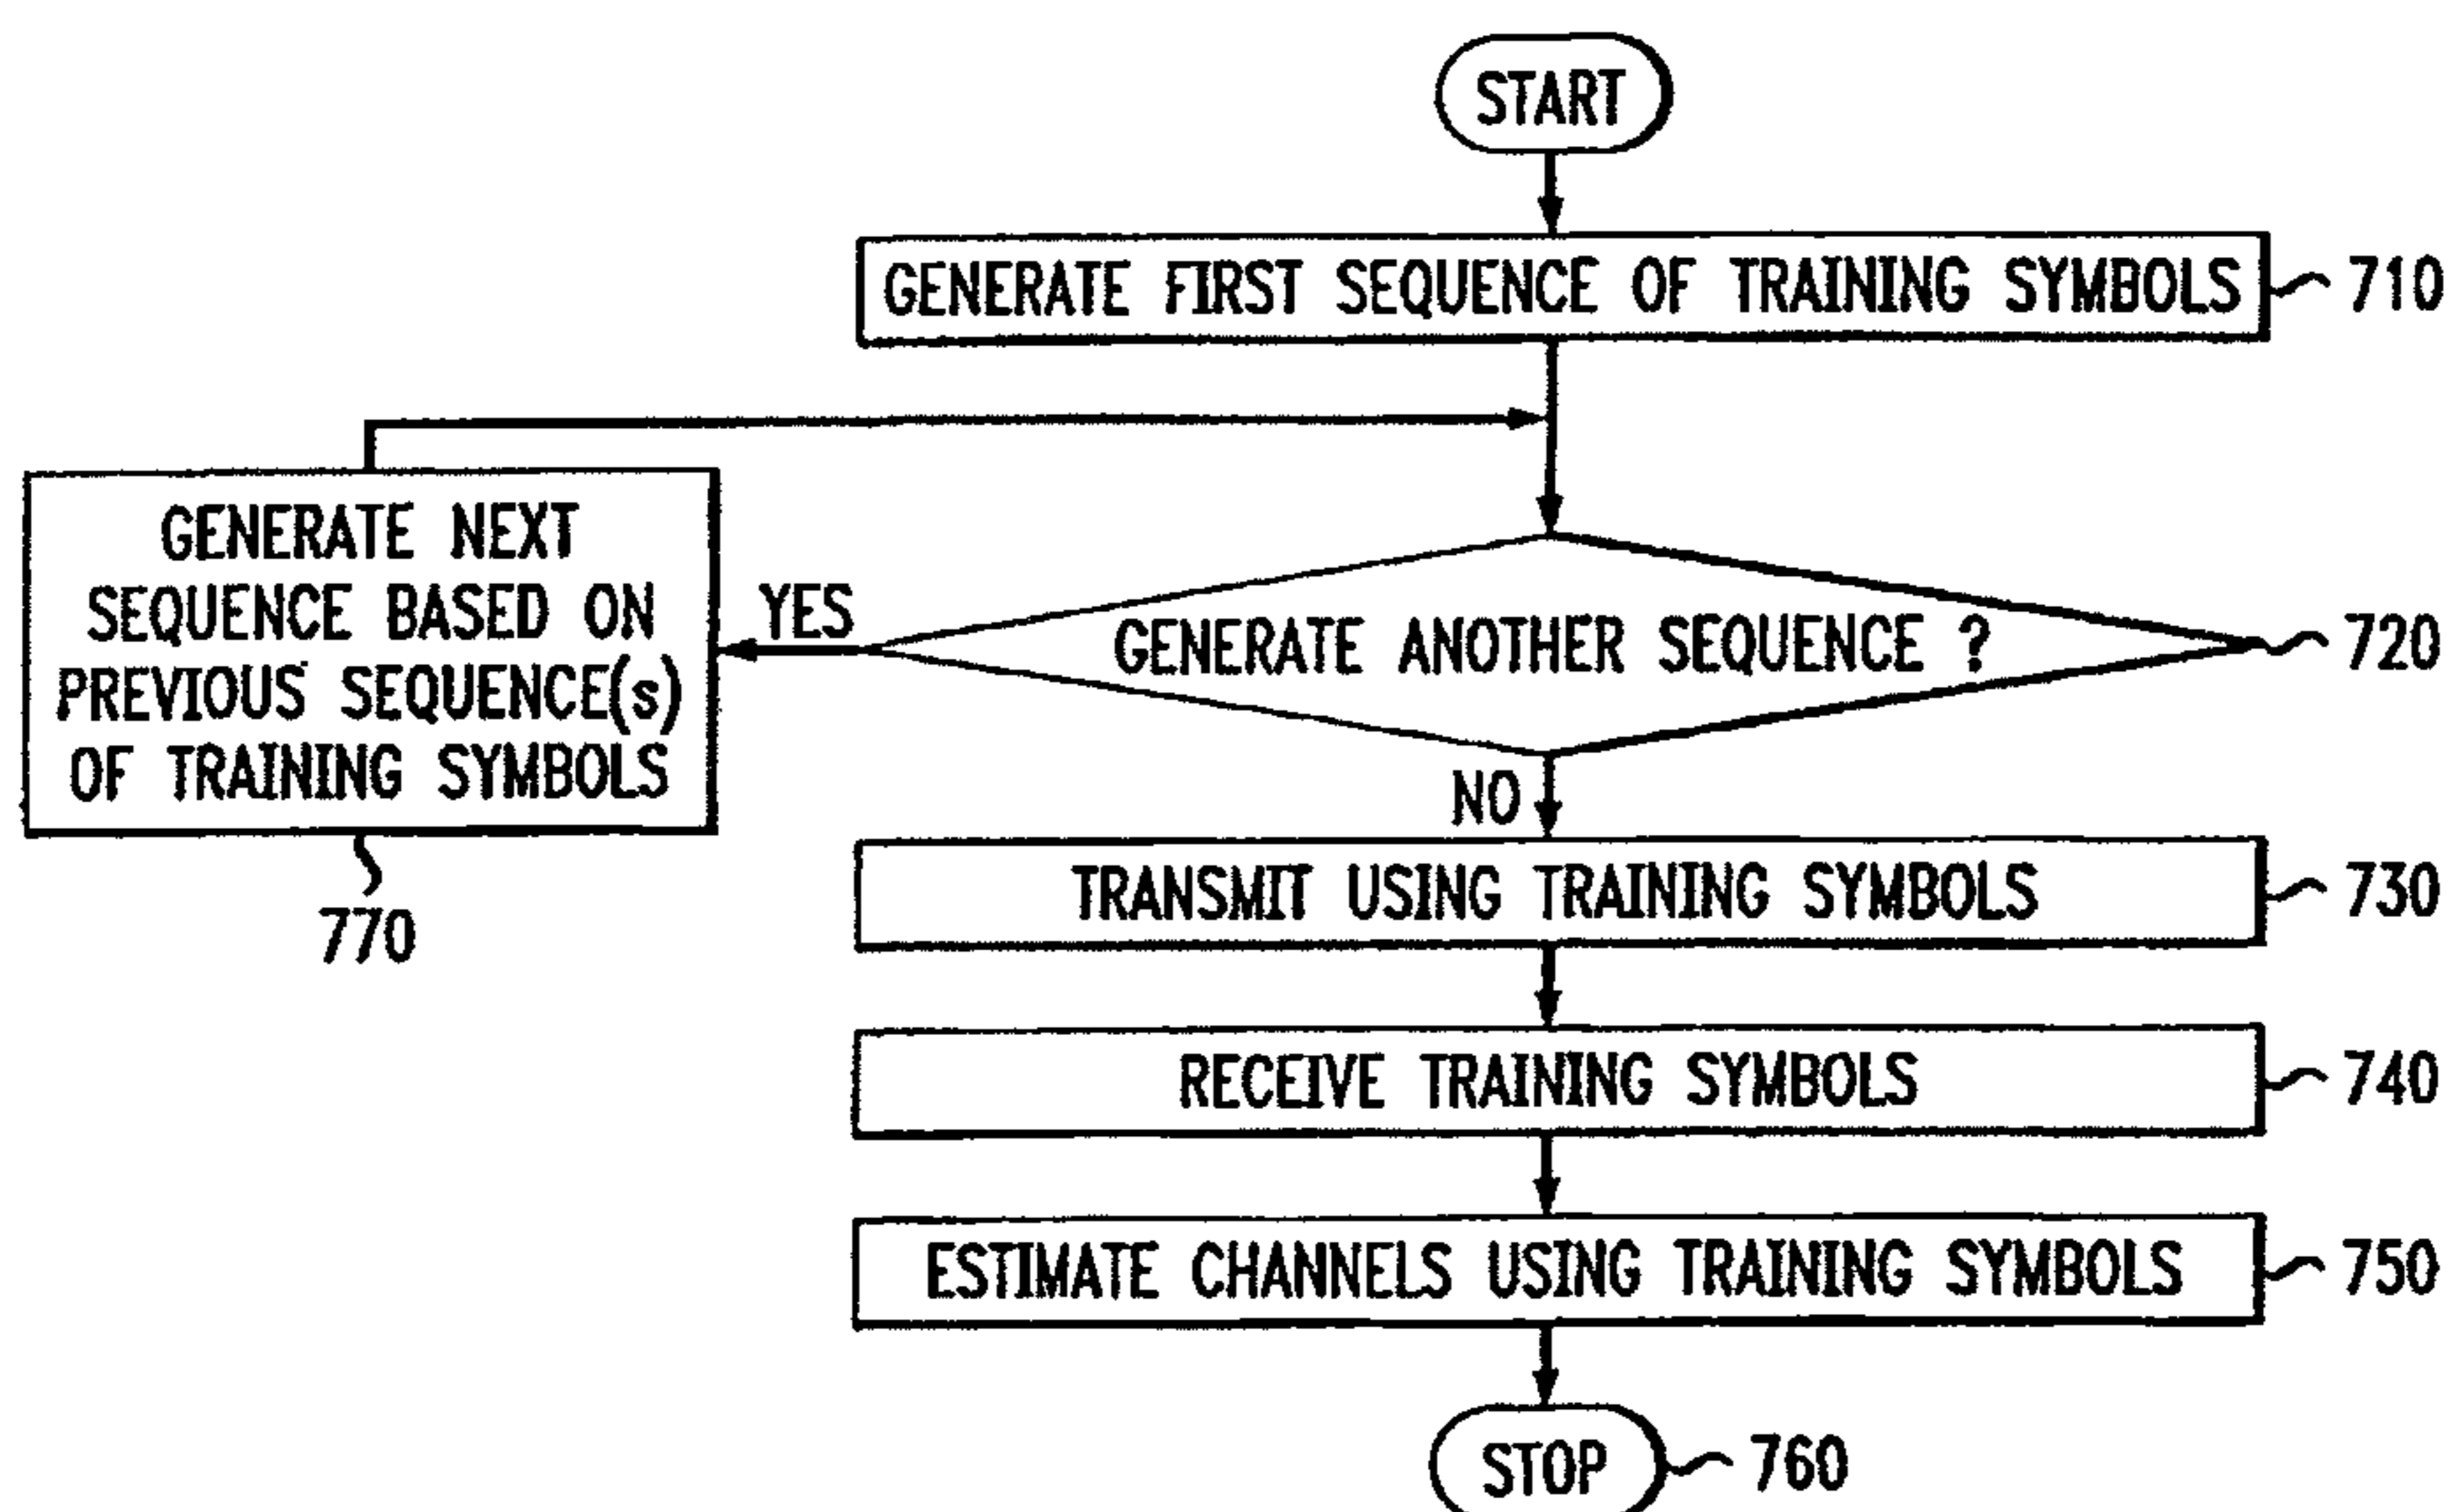 START
GENERATE FIRST SEQUENCE OF TRAINING SYMBOLS
710
GENERATE NEXT
SEQUENCE BASED ON
PREVIOUS SEQUENCE(s)
OF TRAINING SYMBOLS
770
YES
GENERATE ANOTHER SEQUENCE ?
720
NO
TRANSMIT USING TRAINING SYMBOLS
730
RECEIVE TRAINING SYMBOLS
740
ESTIMATE CHANNELS USING TRAINING SYMBOLS
750
STOP
760